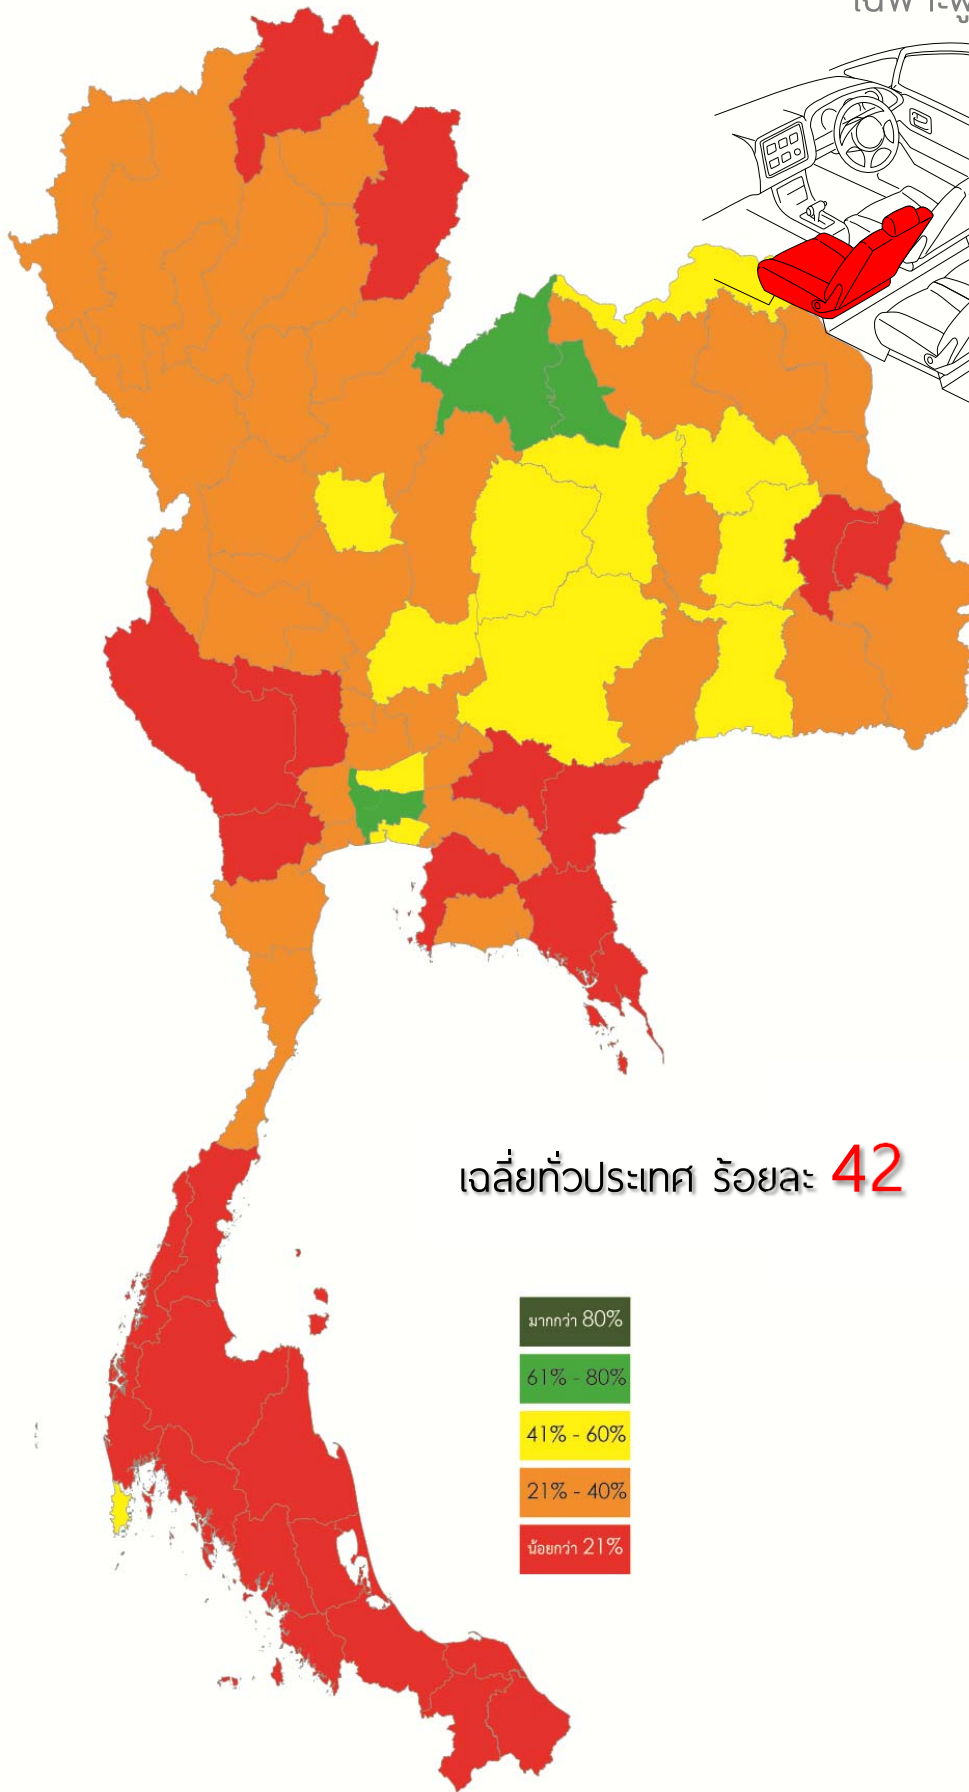 เฉลี่ยทั่วประเทศ ร้อยละ 42
มากกว่า 80%
61% - 80%
41% - 60%
21% - 40%
น้อยกว่า 21%